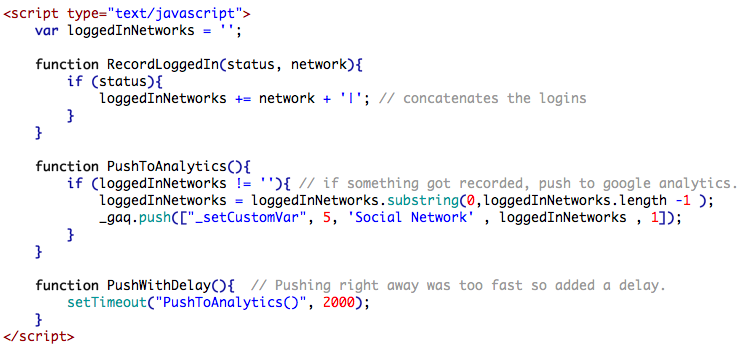 <script type="text/javascript">
    var loggedInNetworks = '';

    function RecordLoggedIn(status, network){
        if (status){
            loggedInNetworks += network + '|'; // concatenates the logins
        }
    }

    function PushToAnalytics(){
        if (loggedInNetworks != ''){ // if something got recorded, push to google analytics.
            loggedInNetworks = loggedInNetworks.substring(0,loggedInNetworks.length -1 );
            _gaq.push(["_setCustomVar", 5, 'Social Network' , loggedInNetworks , 1]);
        }
    }

    function PushWithDelay(){  // Pushing right away was too fast so added a delay.
        setTimeout("PushToAnalytics()", 2000);
    }
</script>